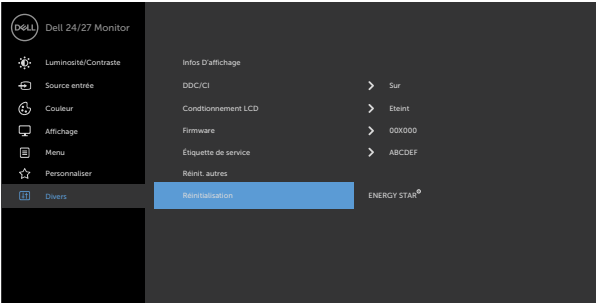 DELL Dell 24/27 Monitor
Luminosité/Contraste Infos D'affichage
Source entrée DDC/CI Sur
Couleur Condtionnement LCD Eteint
Affichage Firmware 00X000
Menu Étiquette de service ABCDEF
Personnaliser Réinit. autres
Divers Réinitialisation ENERGY STAR®